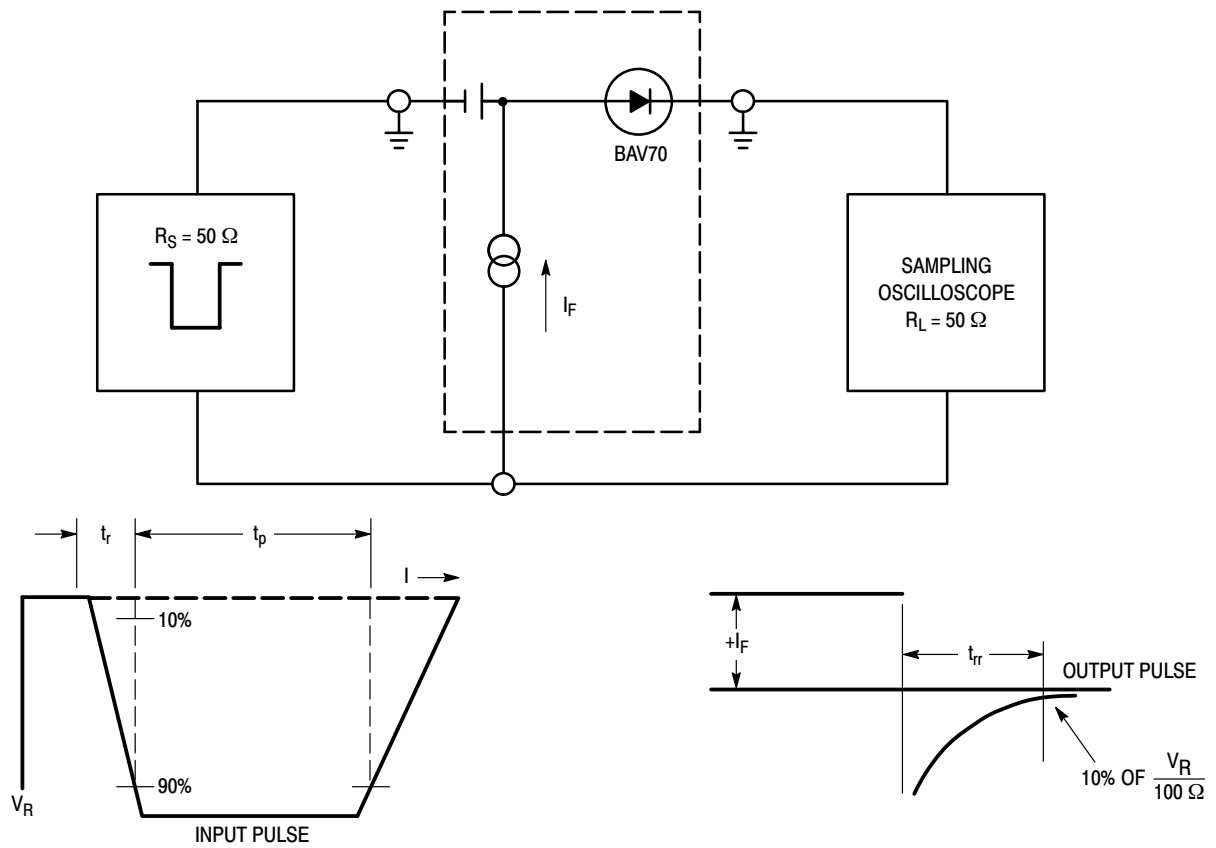 BAV70
R_S = 50 Ω
I_F
SAMPLING
OSCILLOSCOPE
R_L = 50 Ω
t_r
t_p
I
10%
90%
V_R
INPUT PULSE
+I_F
t_rr
OUTPUT PULSE
10% OF V_R / 100 Ω